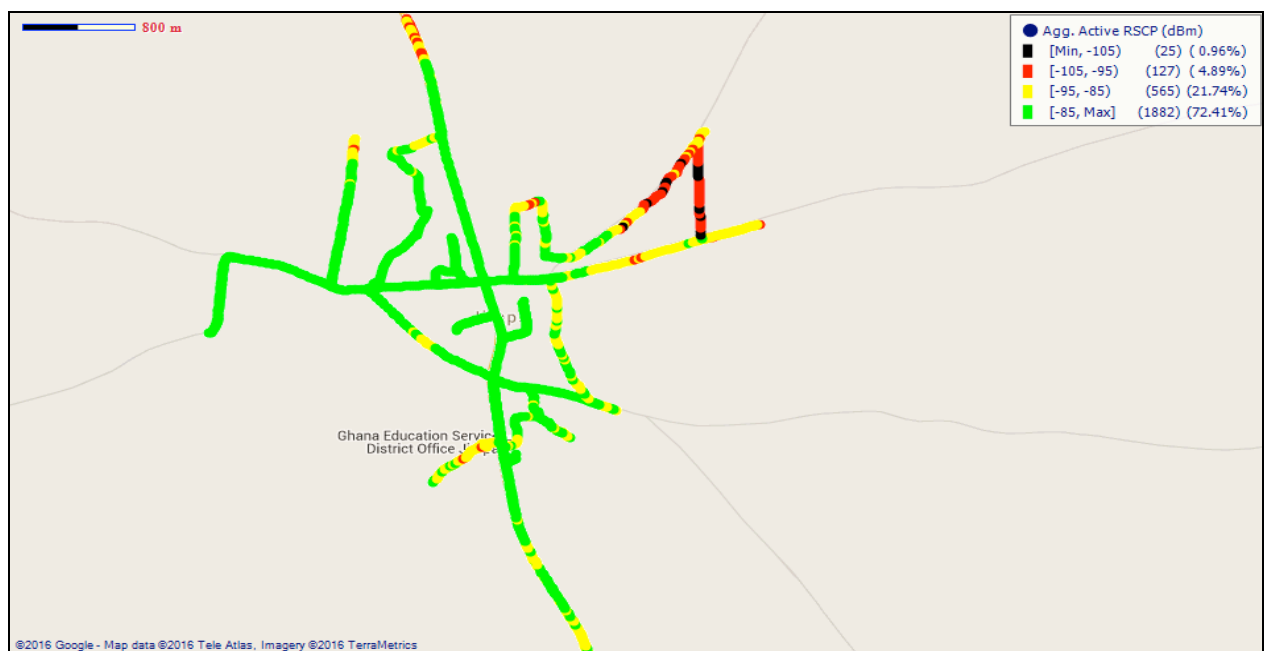 800 m
Agg. Active RSCP (dBm)
[Min, -105) (25) ( 0.96%)
[-105, -95) (127) ( 4.89%)
[-95, -85) (565) (21.74%)
[-85, Max] (1882) (72.41%)
Ghana Education
District Office
©2016 Google - Map data ©2016 Tele Atlas, Imagery ©2016 TerraMetrics